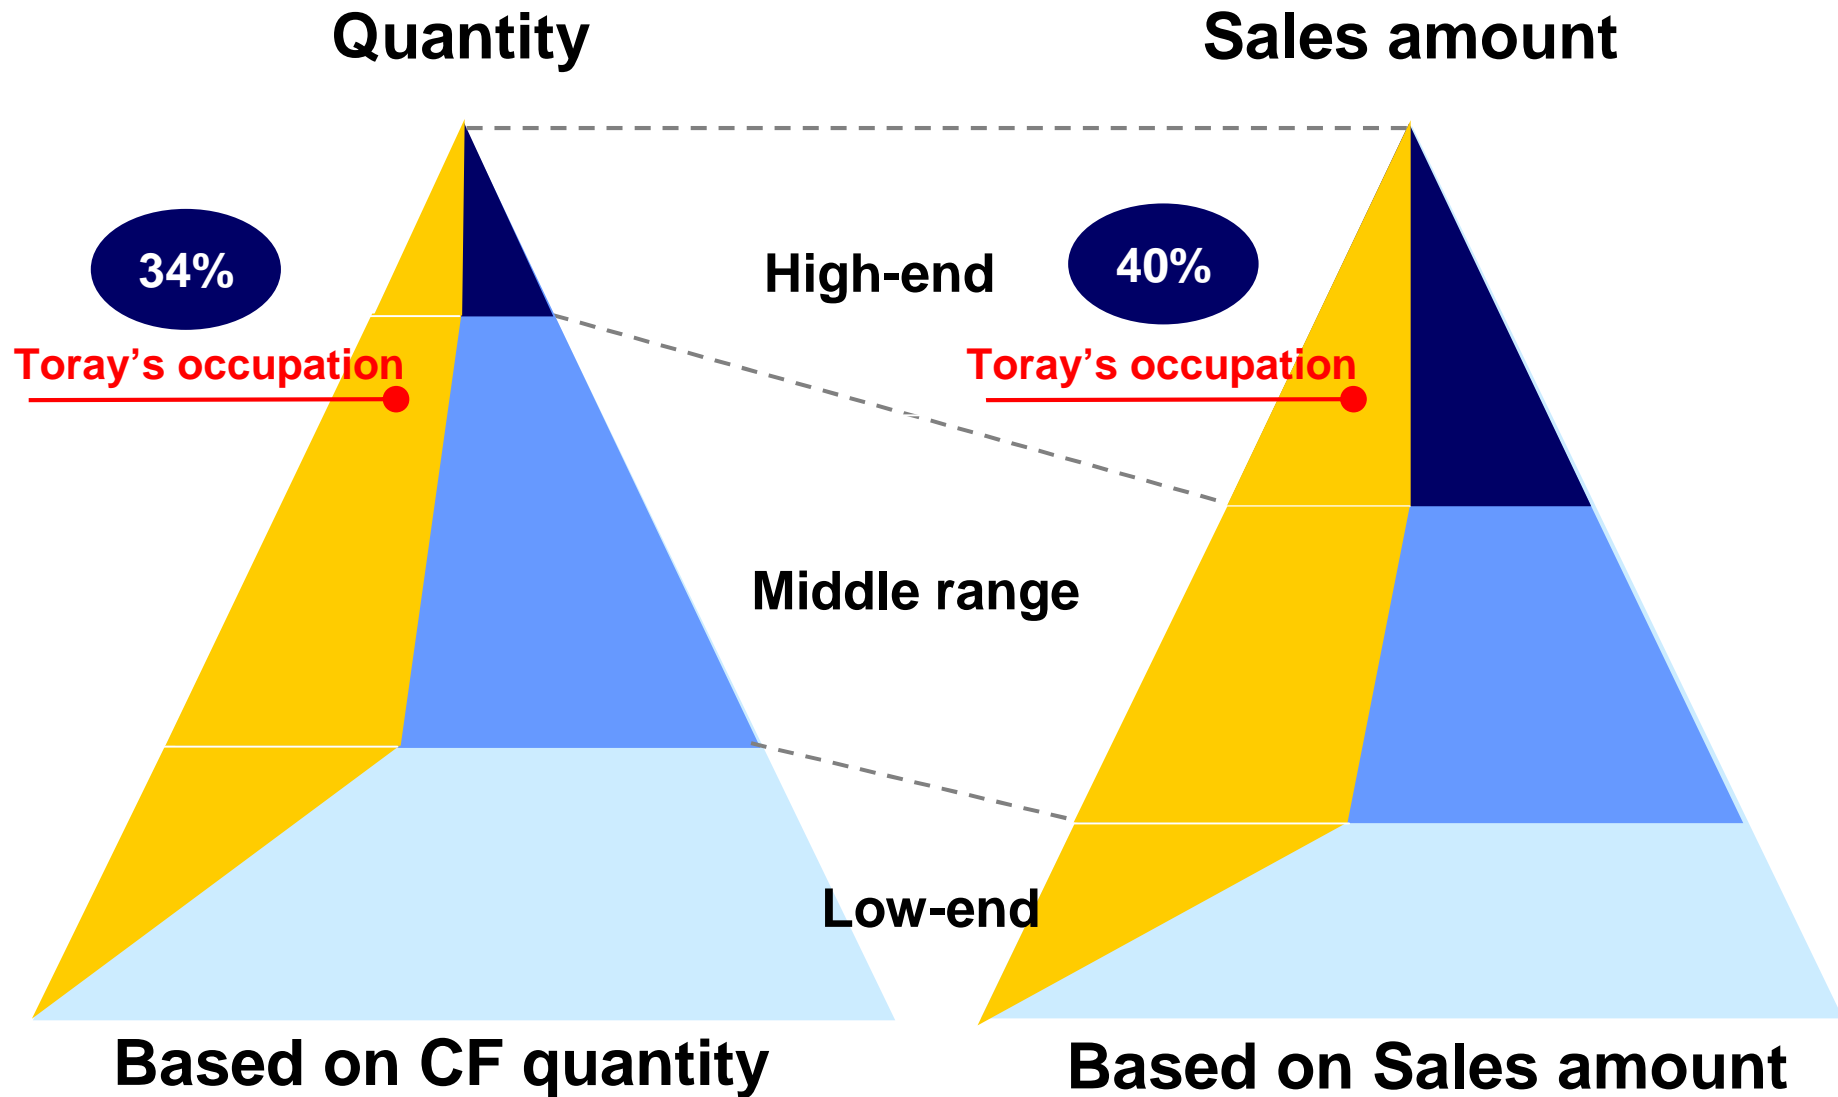 Quantity
Sales amount
34%
High-end
40%
Toray’s occupation
Toray’s occupation
Middle range
Low-end
Based on CF quantity
Based on Sales amount